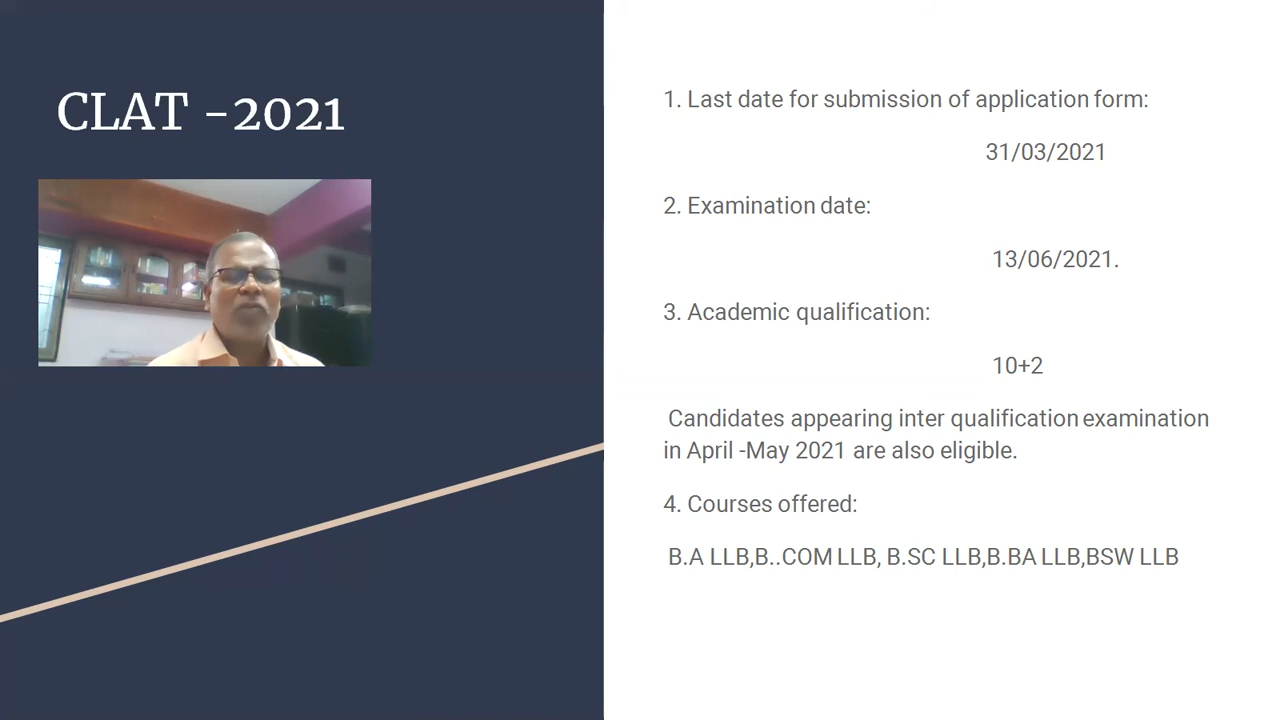 CLAT -2021
1. Last date for submission of application form:
31/03/2021
2. Examination date:
13/06/2021.
3. Academic qualification:
10+2
Candidates appearing inter qualification examination
in April -May 2021 are also eligible.
4. Courses offered:
B.A LLB,B..COM LLB, B.SC LLB,B.BA LLB,BSW LLB